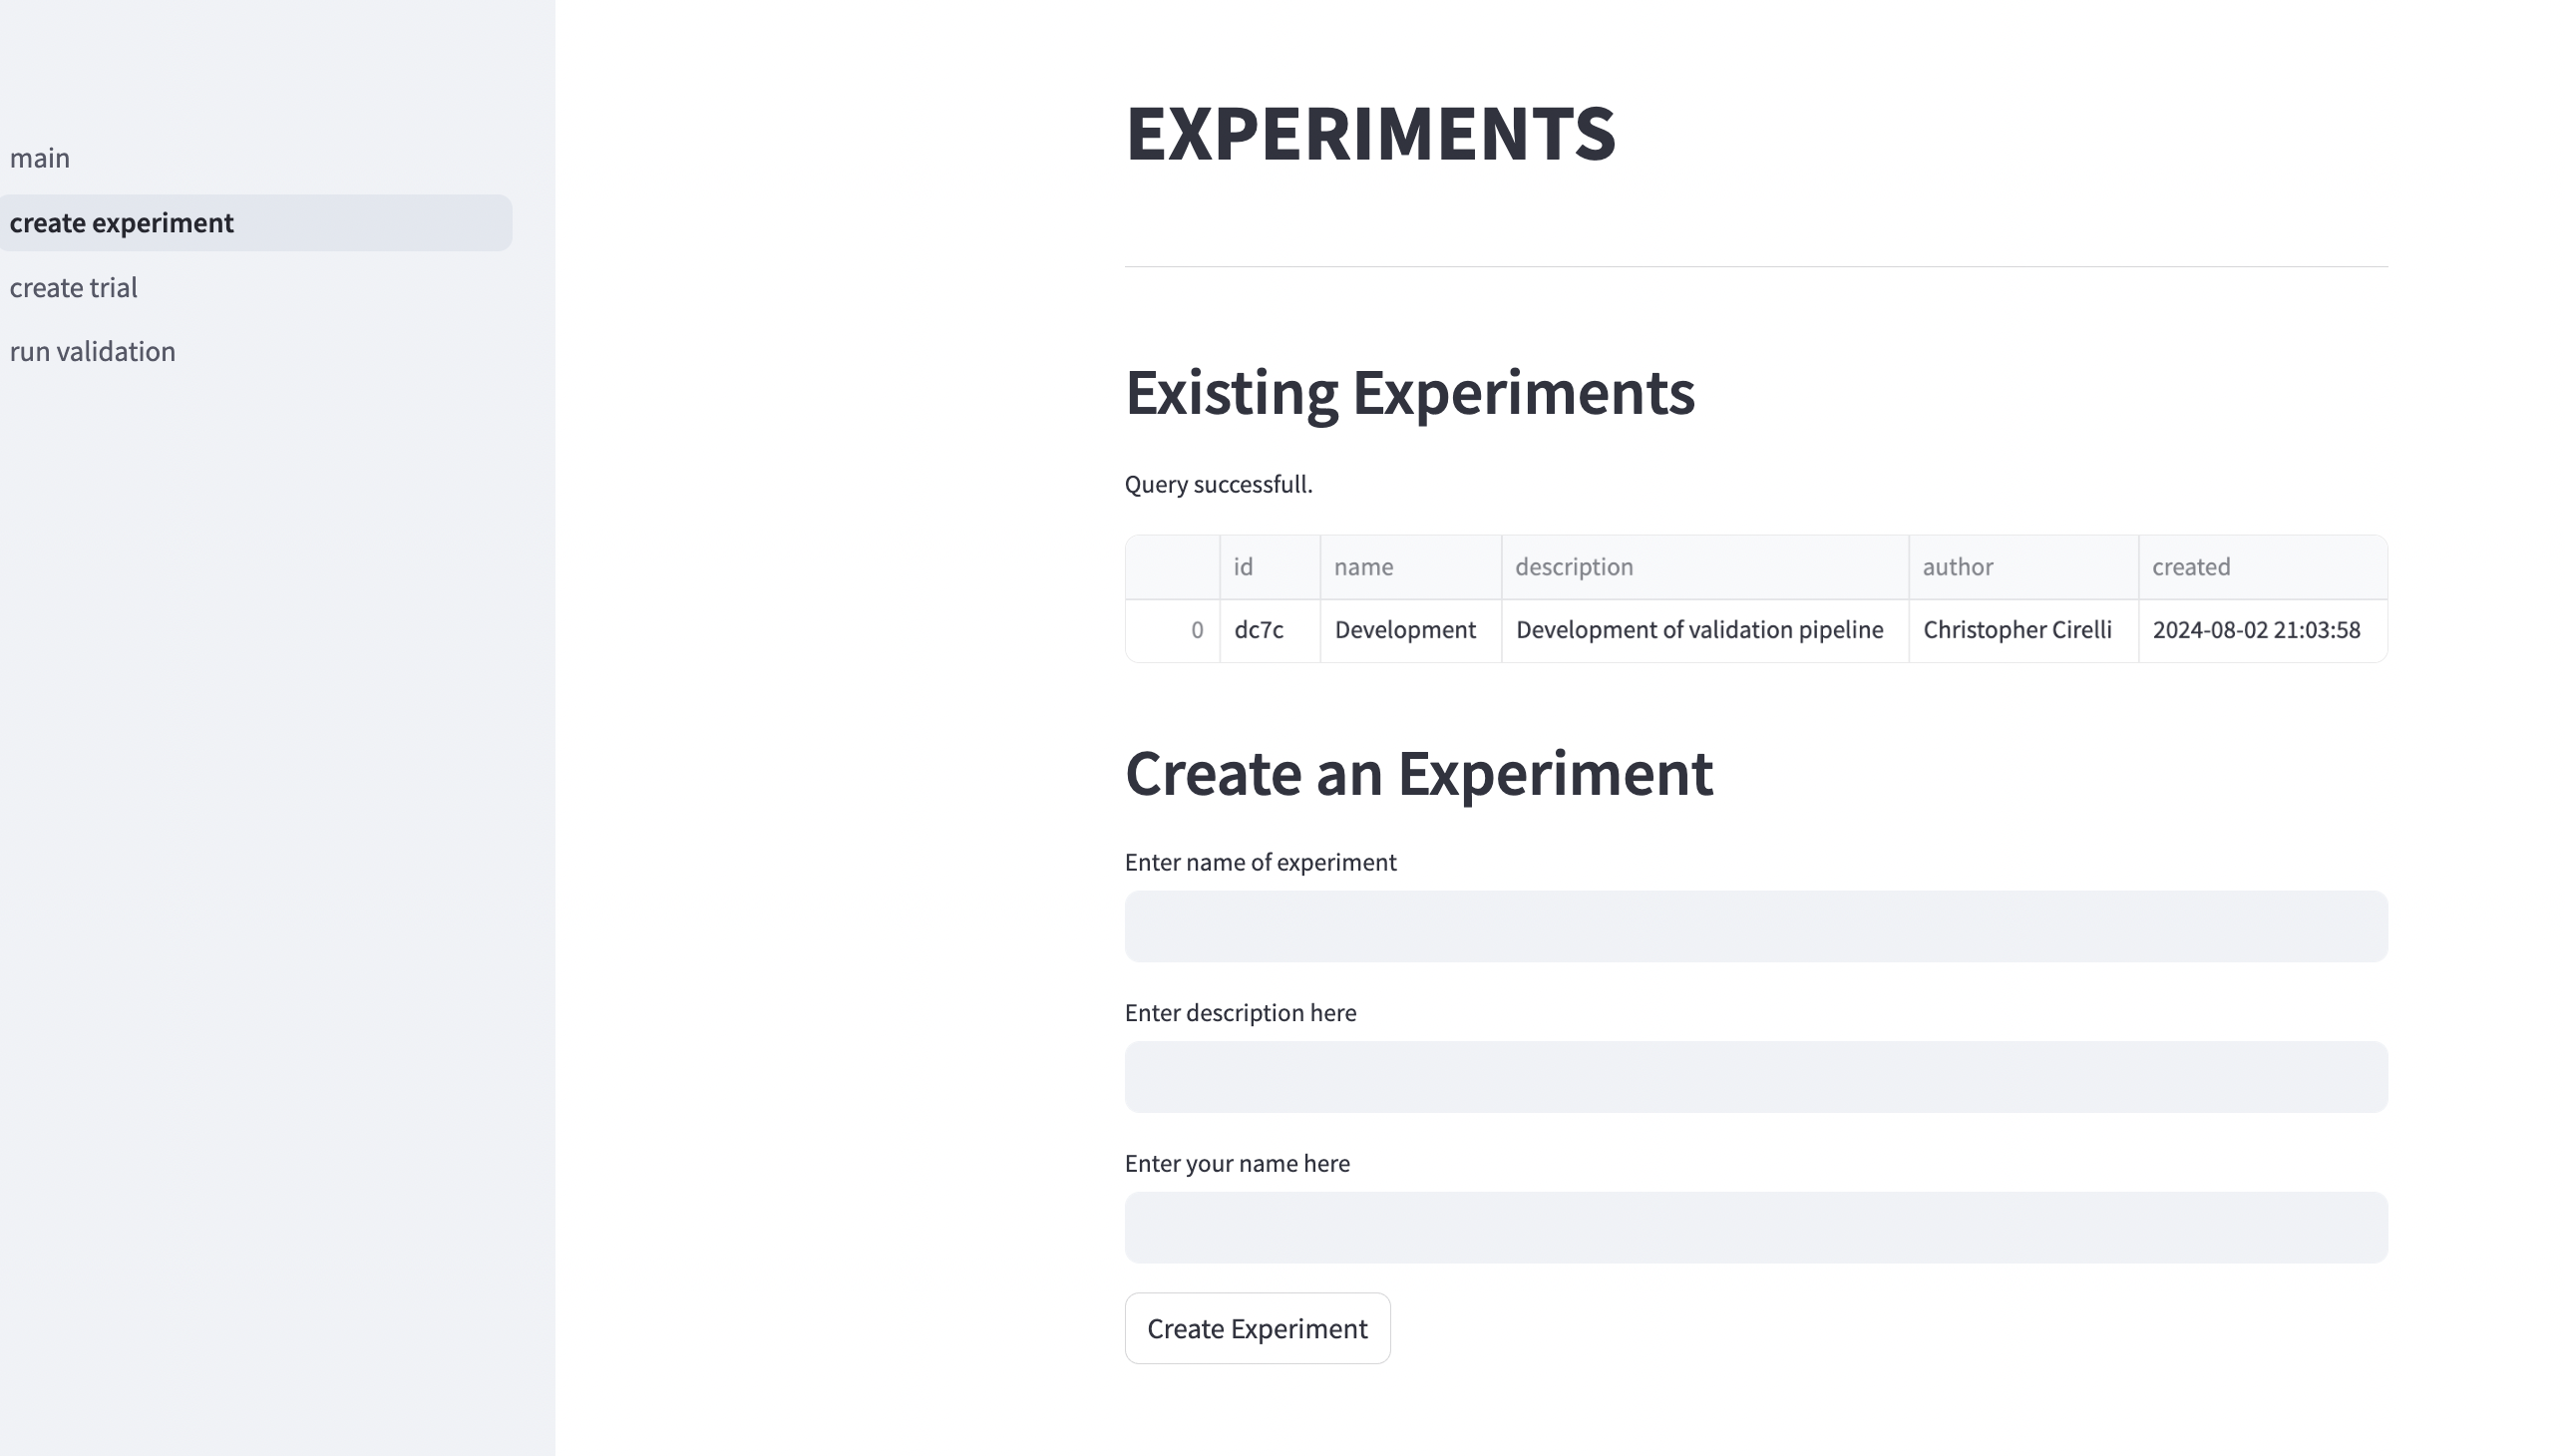 main
create experiment
create trial
run validation
EXPERIMENTS
Existing Experiments
Query successfull.
id name description author created
0 dc7c Development Development of validation pipeline Christopher Cirelli 2024-08-02 21:03:58
Create an Experiment
Enter name of experiment
Enter description here
Enter your name here
Create Experiment